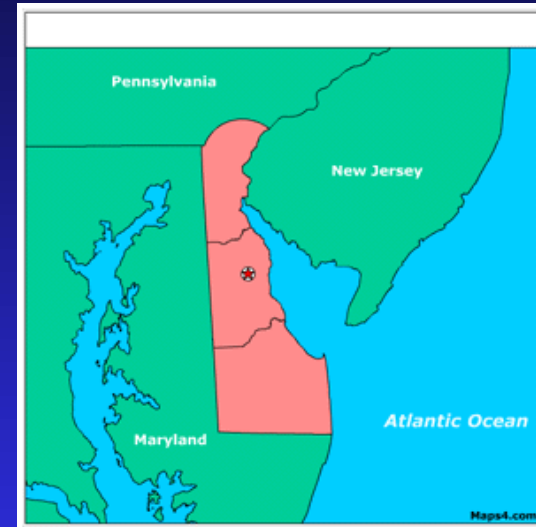 Pennsylvania
New Jersey
Atlantic Ocean
Maryland
Maps4.com